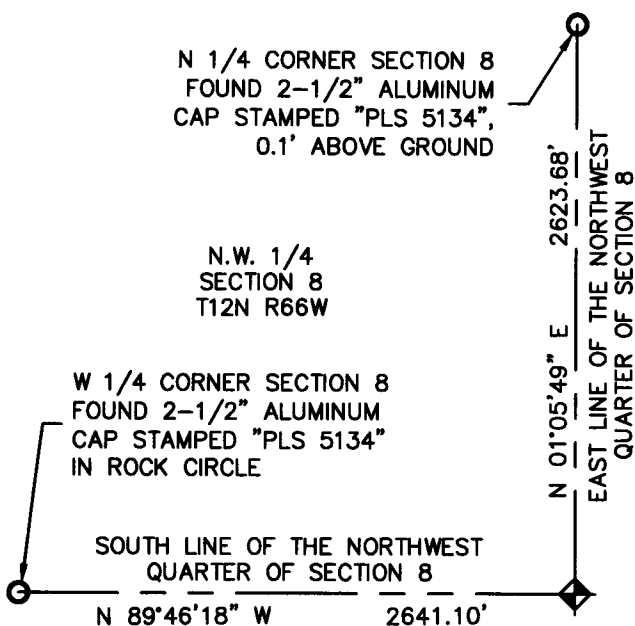 N 1/4 CORNER SECTION 8
FOUND 2-1/2" ALUMINUM
CAP STAMPED "PLS 5134",
0.1' ABOVE GROUND
N 01°05'49" E 2623.68'
EAST LINE OF THE NORTHWEST
QUARTER OF SECTION 8
N.W. 1/4
SECTION 8
T12N R66W
W 1/4 CORNER SECTION 8
FOUND 2-1/2" ALUMINUM
CAP STAMPED "PLS 5134"
IN ROCK CIRCLE
SOUTH LINE OF THE NORTHWEST
QUARTER OF SECTION 8
N 89°46'18" W 2641.10'